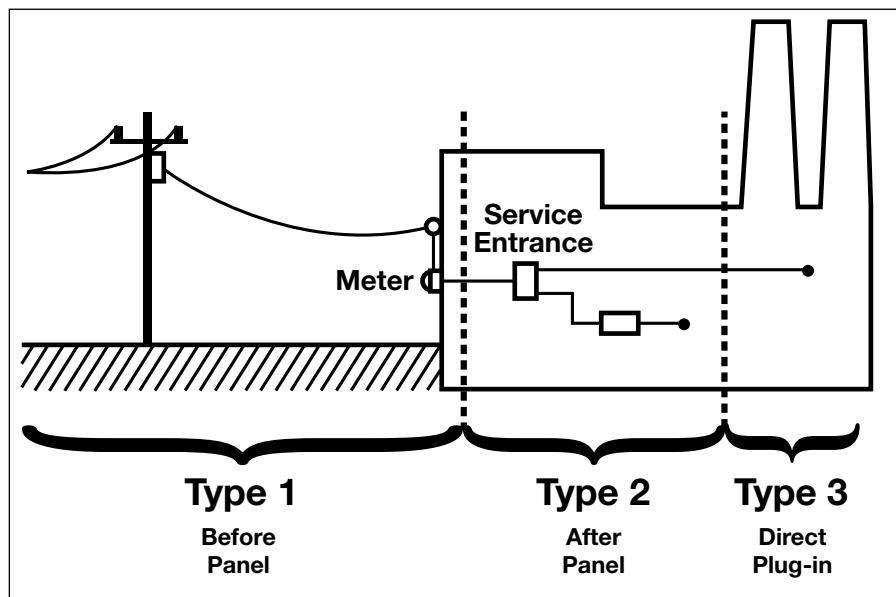 Service
Entrance
Meter
Type 1
Before
Panel
Type 2
After
Panel
Type 3
Direct
Plug-in